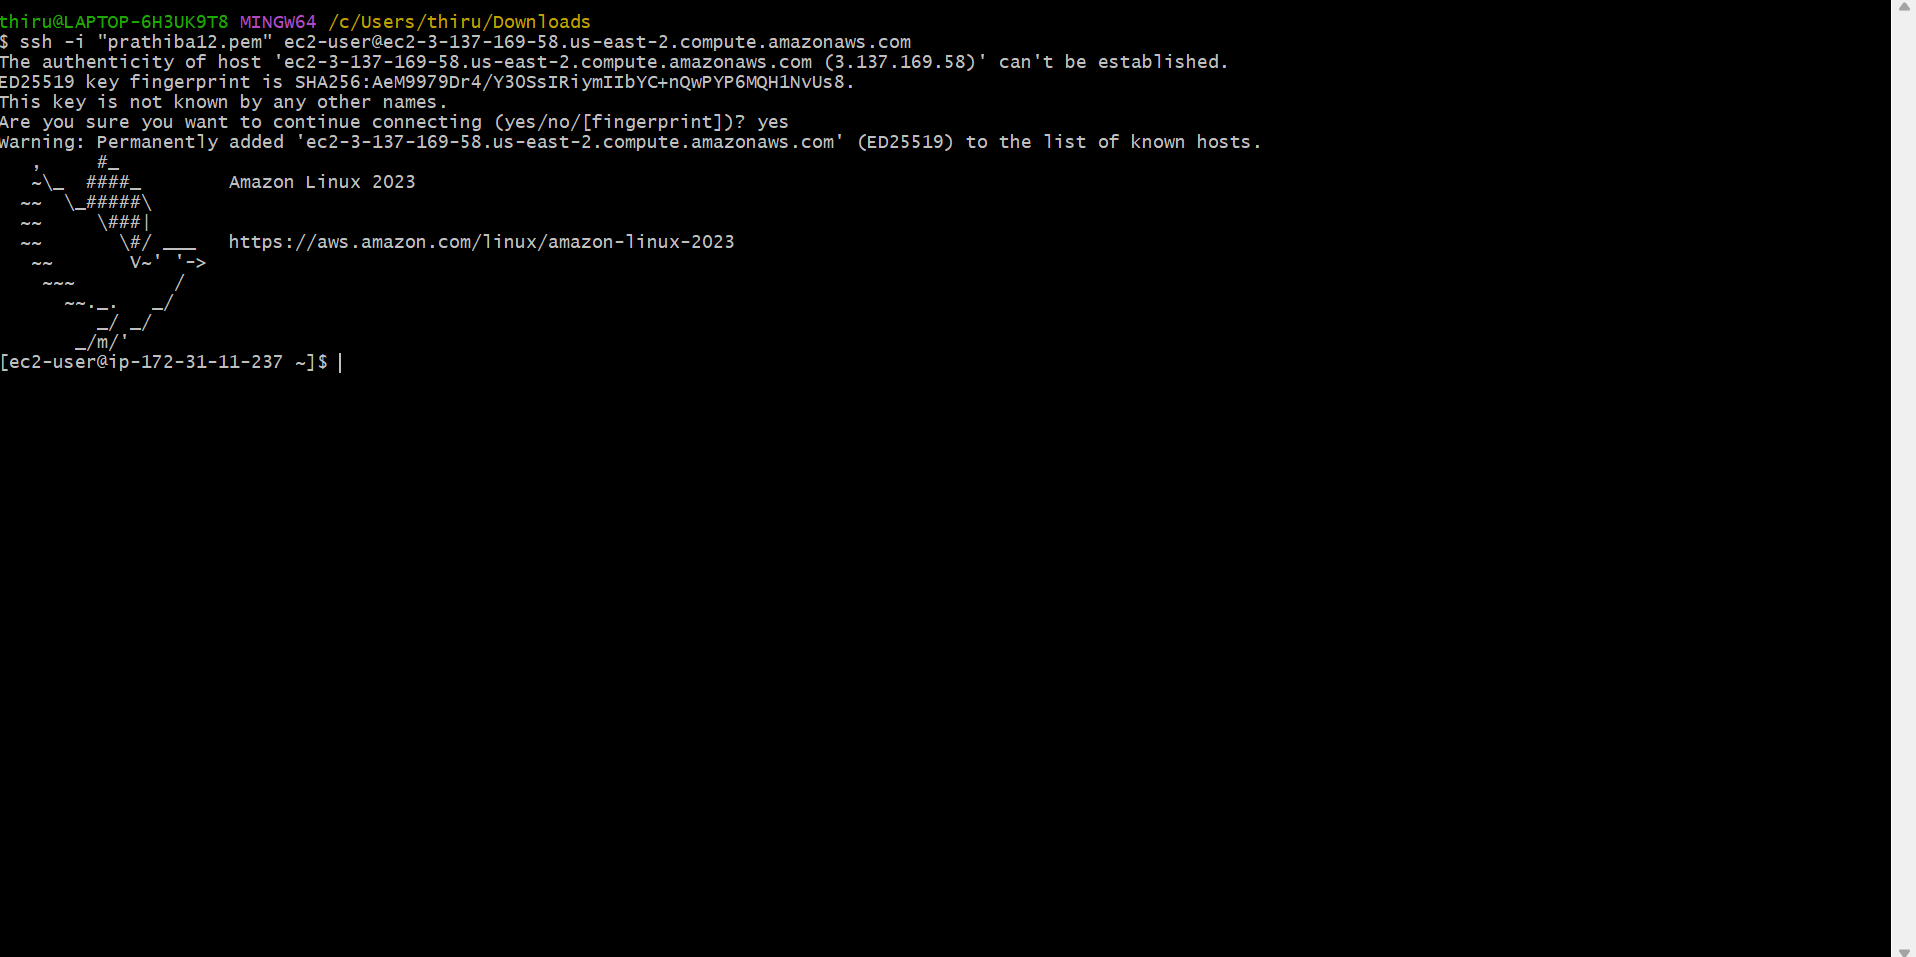 thiru@LAPTOP-6H3UK9T8 MINGW64 /c/Users/thiru/Downloads
$ ssh -i "prathiba12.pem" ec2-user@ec2-3-137-169-58.us-east-2.compute.amazonaws.com
The authenticity of host 'ec2-3-137-169-58.us-east-2.compute.amazonaws.com (3.137.169.58)' can't be established.
ED25519 key fingerprint is SHA256:AeM9979Dr4/Y3OSsIRiymIIbYC+nQwPYP6MQH1NvUs8.
This key is not known by any other names.
Are you sure you want to continue connecting (yes/no/[fingerprint])? yes
Warning: Permanently added 'ec2-3-137-169-58.us-east-2.compute.amazonaws.com' (ED25519) to the list of known hosts.
   ,     #_
   ~\_  ####_        Amazon Linux 2023
  ~~  \_#####\
  ~~     \###|
  ~~       \#/ ___   https://aws.amazon.com/linux/amazon-linux-2023
   ~~       V~' '->
    ~~~         /
      ~~._.   _/
         _/ _/
       _/m/'
[ec2-user@ip-172-31-11-237 ~]$